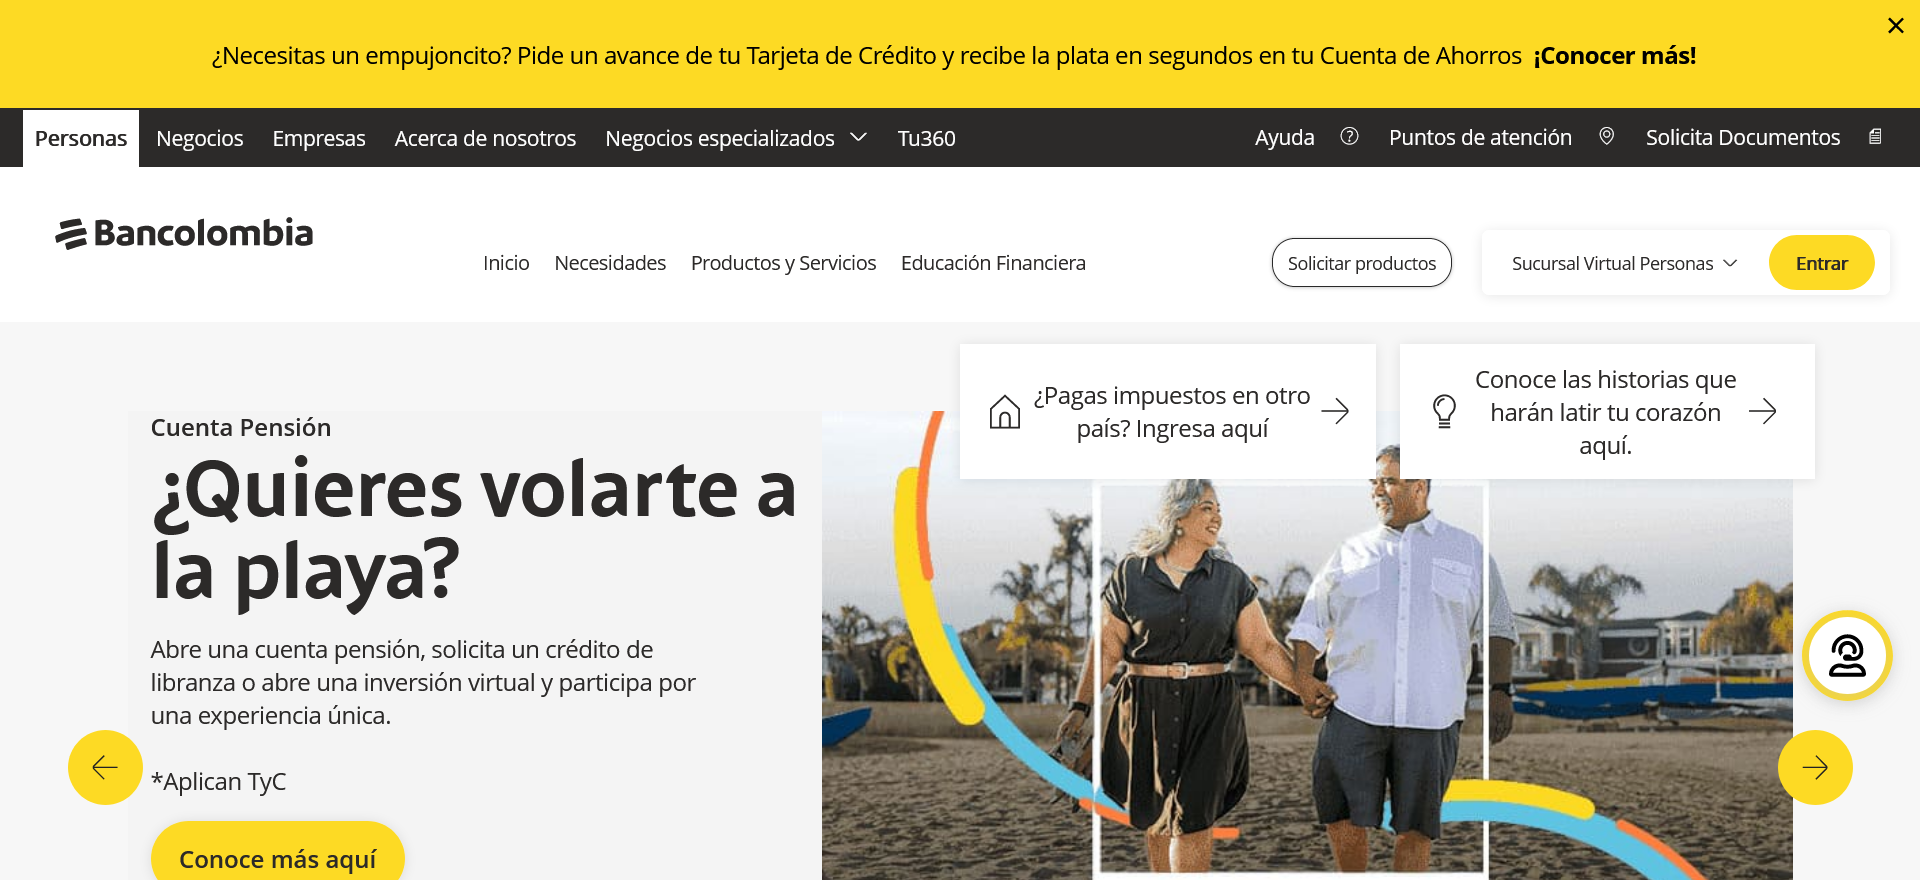 ¿Necesitas un empujoncito? Pide un avance de tu Tarjeta de Crédito y recibe la plata en segundos en tu Cuenta de Ahorros ¡Conocer más!
Personas Negocios Empresas Acerca de nosotros Negocios especializados Tu360 Ayuda Puntos de atención Solicita Documentos
Bancolombia
Inicio Necesidades Productos y Servicios Educación Financiera Solicitar productos Sucursal Virtual Personas Entrar
¿Pagas impuestos en otro
país? Ingresa aquí
Conoce las historias que
harán latir tu corazón
aquí.
Cuenta Pensión
¿Quieres volarte a
la playa?
Abre una cuenta pensión, solicita un crédito de
libranza o abre una inversión virtual y participa por
una experiencia única.
*Aplican TyC
Conoce más aquí